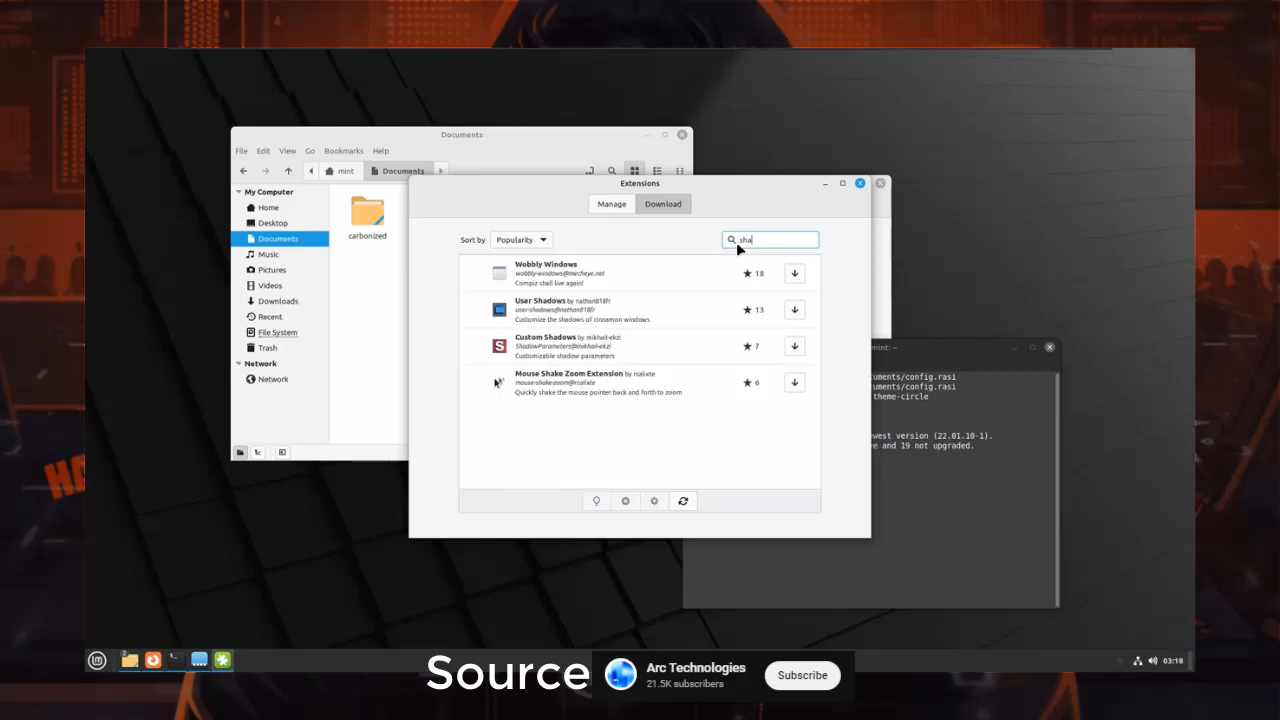 Documents
File Edit View Go Bookmarks Help
mint Documents
My Computer
Home
Desktop
Documents
Music
Pictures
Videos
Downloads
Recent
File System
Trash
Network
Network
carbonized
Extensions
Manage Download
Sort by Popularity
sha
Wobbly Windows
wobbly-windows@mecheye.net
Compiz shall live again!
18
User Shadows by nathan818fr
user-shadows@nathan818fr
Customize the shadows of cinnamon windows
13
Custom Shadows by mikhail-ekzi
ShadowParameters@mikhail-ekzi
Customizable shadow parameters
7
Mouse Shake Zoom Extension by rcalixte
mouse-shake-zoom@rcalixte
Quickly shake the mouse pointer back and forth to zoom
6
mint: ~
cuments/config.rasi
cuments/config.rasi
theme-circle
ewest version (22.01.10-1).
ve and 19 not upgraded.
2
03:18
Source
Arc Technologies
21.5K subscribers
Subscribe